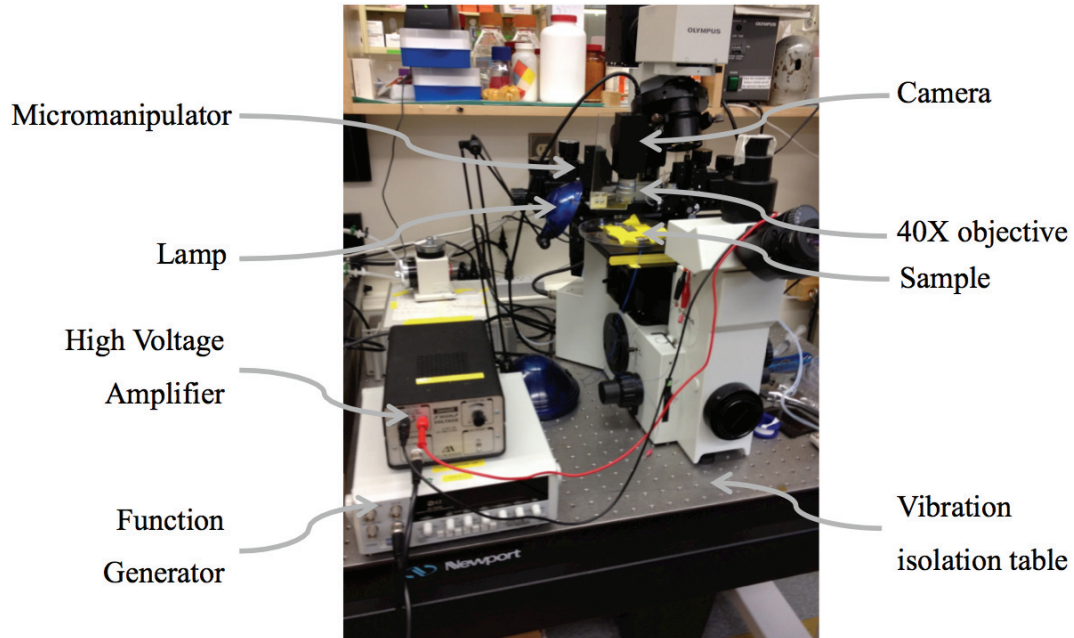 OLYMPUS
OLYMPUS
Micromanipulator
Camera
Lamp
40X objective
Sample
High Voltage
Amplifier
Function
Generator
Vibration
isolation table
Newport